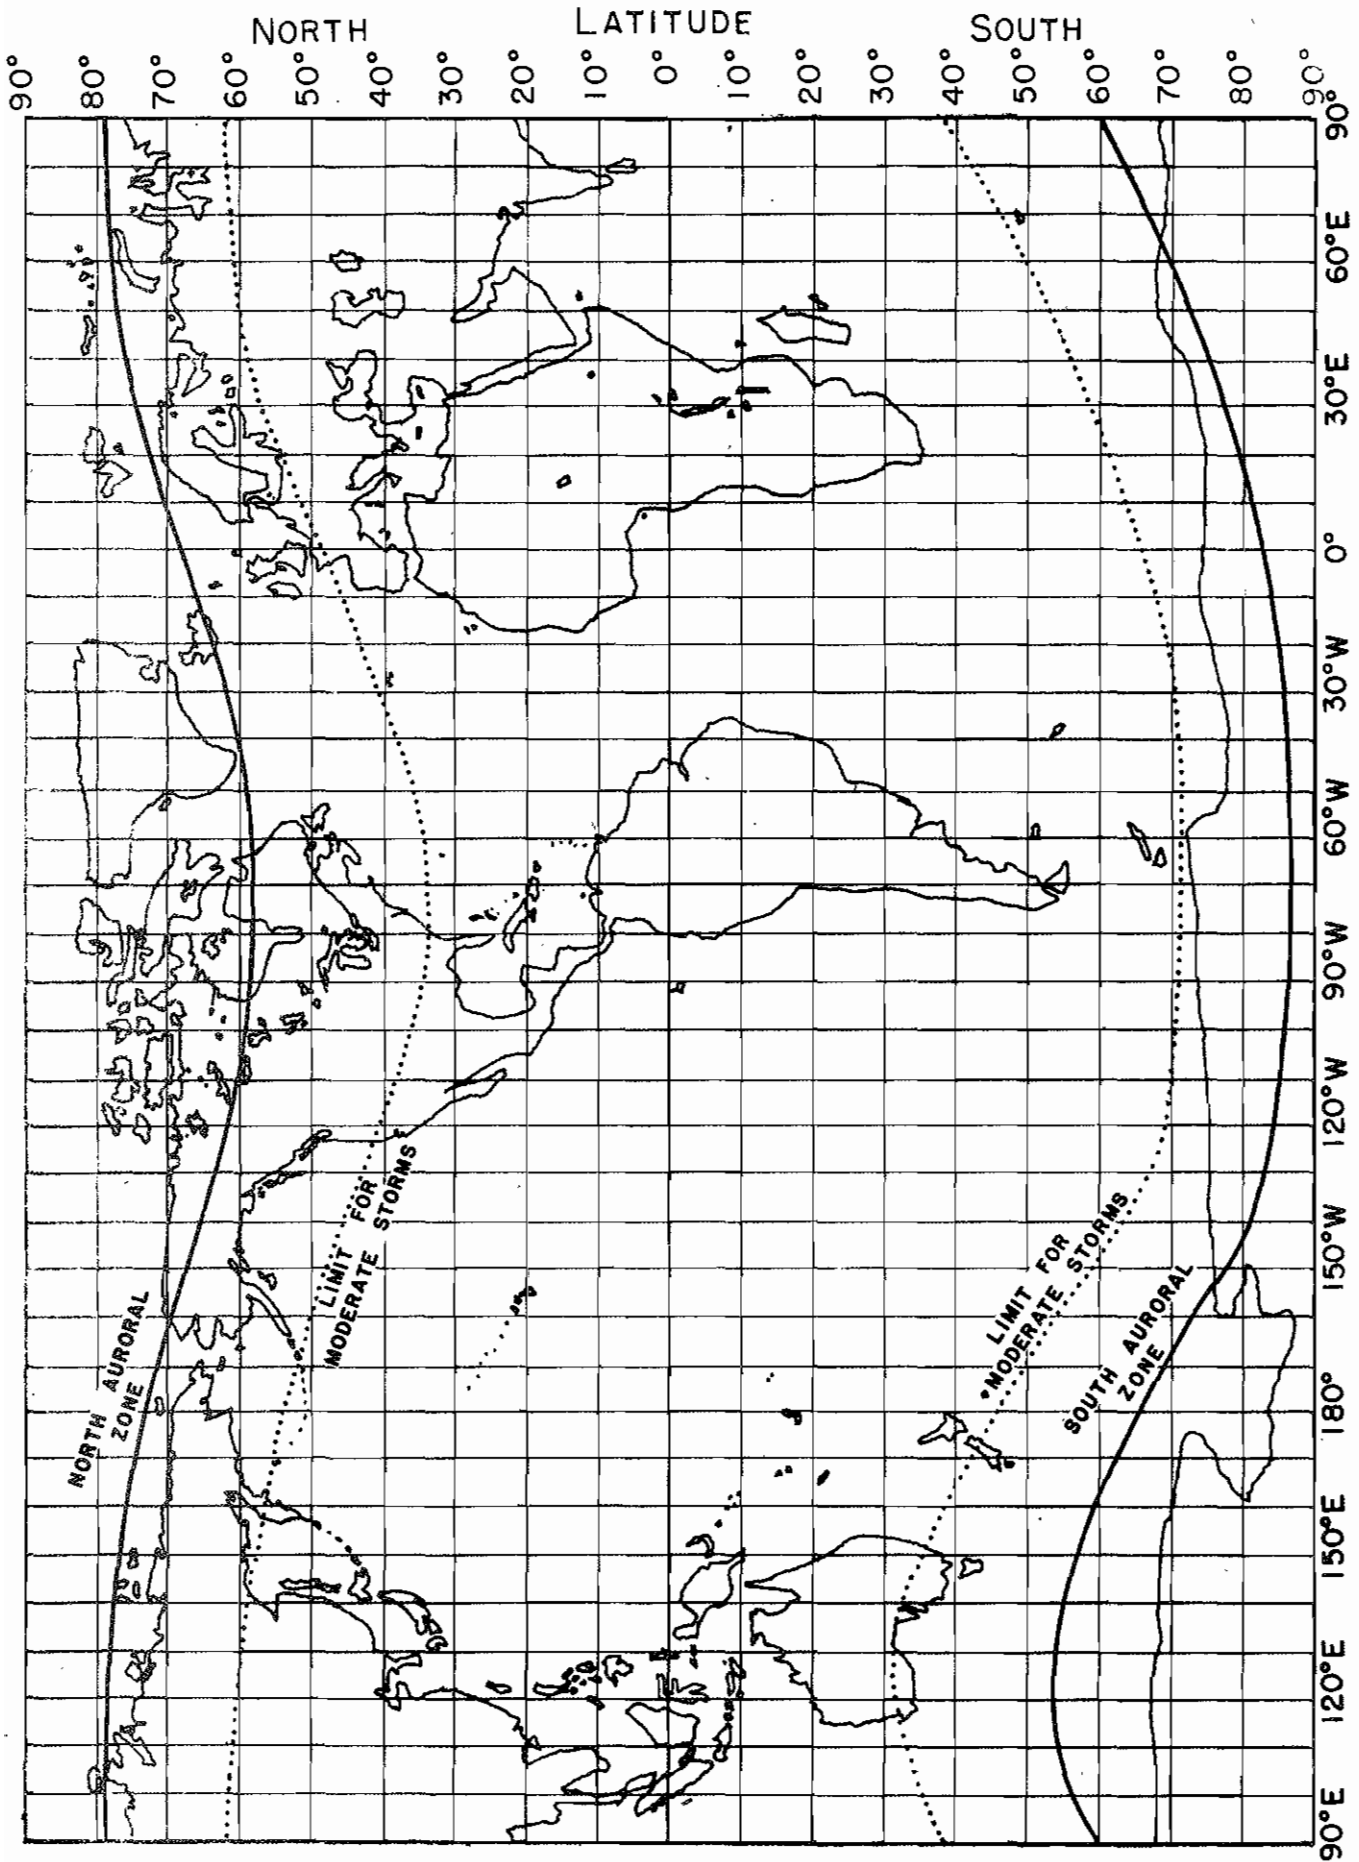 NORTH LATITUDE SOUTH
90° 80° 70° 60° 50° 40° 30° 20° 10° 0° 10° 20° 30° 40° 50° 60° 70° 80° 90°
90°
60°E
30°E
0°
30°W
60°W
90°W
120°W
150°W
180°
150°E
120°E
90°E
NORTH AURORAL
ZONE
LIMIT FOR
MODERATE STORMS
LIMIT FOR
MODERATE STORMS
SOUTH AURORAL
ZONE